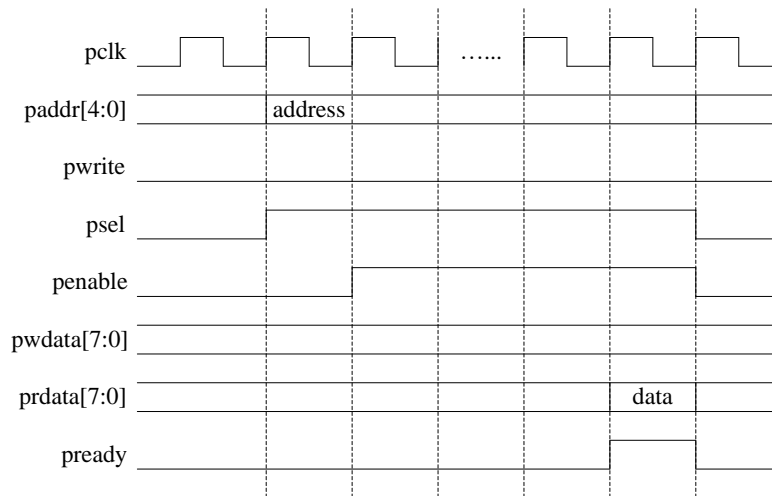 pclk
…...
paddr[4:0]
address
pwrite
psel
penable
pwdata[7:0]
prdata[7:0]
data
pready